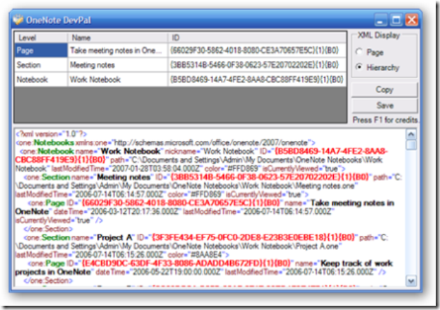 OneNote DevPal
Level Name ID XML Display
Page Take meeting notes in One... {66029F30-5862-4018-8080-CE3A70657E5C}{1}{B0} Page
Section Meeting notes {3BB5314B-5466-0F38-0623-57E20702202E}{1}{B0} Hierarchy
Notebook Work Notebook {B5BD8469-14A7-4FE2-8AA8-CBC88FF419E9}{1}{B0}
Copy
Save
Press F1 for credits.
<?xml version="1.0"?>
<one:Notebooks xmlns:one="http://schemas.microsoft.com/office/onenote/2007/onenote">
<one:Notebook name="Work Notebook" nickname="Work Notebook" ID="{B5BD8469-14A7-4FE2-8AA8-
CBC88FF419E9}{1}{B0}" path="C:\Documents and Settings\Admin\My Documents\OneNote Notebooks\Work
Notebook" lastModifiedTime="2007-01-28T03:58:04.000Z" color="#FFD869" isCurrentlyViewed="true">
<one:Section name="Meeting notes" ID="{3BB5314B-5466-0F38-0623-57E20702202E}{1}{B0}" path="C:
\Documents and Settings\Admin\My Documents\OneNote Notebooks\Work Notebook\Meeting notes.one"
lastModifiedTime="2006-07-14T06:14:57.000Z" color="#FFD869" isCurrentlyViewed="true">
<one:Page ID="{66029F30-5862-4018-8080-CE3A70657E5C}{1}{B0}" name="Take meeting notes in
OneNote" dateTime="2006-03-12T20:17:36.000Z" lastModifiedTime="2006-07-14T06:14:57.000Z"
isCurrentlyViewed="true" />
</one:Section>
<one:Section name="Project A" ID="{3F3FE434-EF75-0FC0-2DE8-E23B3E0EBE18}{1}{B0}" path="C:
\Documents and Settings\Admin\My Documents\OneNote Notebooks\Work Notebook\Project A.one"
lastModifiedTime="2006-07-14T06:15:26.000Z" color="#8AA8E4">
<one:Page ID="{E4CBD9DC-63DF-4F33-8086-ADADD4B672FD}{1}{B0}" name="Keep track of work
projects in OneNote" dateTime="2006-05-22T19:00:00.000Z" lastModifiedTime="2006-07-14T06:15:26.000Z"
/>